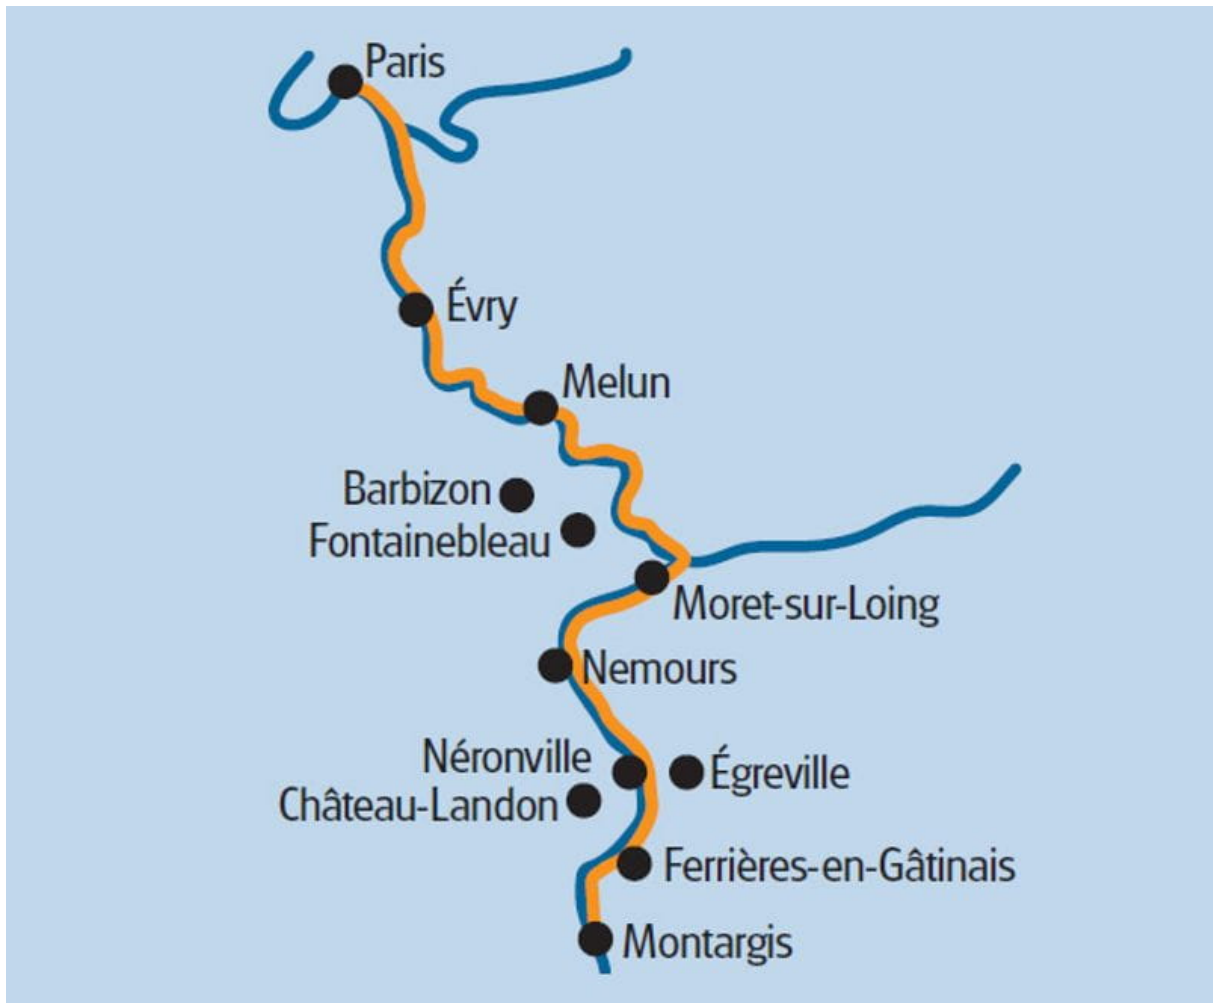 Paris
Évry
Melun
Barbizon
Fontainebleau
Moret-sur-Loing
Nemours
Néronville
Égreville
Château-Landon
Ferrières-en-Gâtinais
Montargis